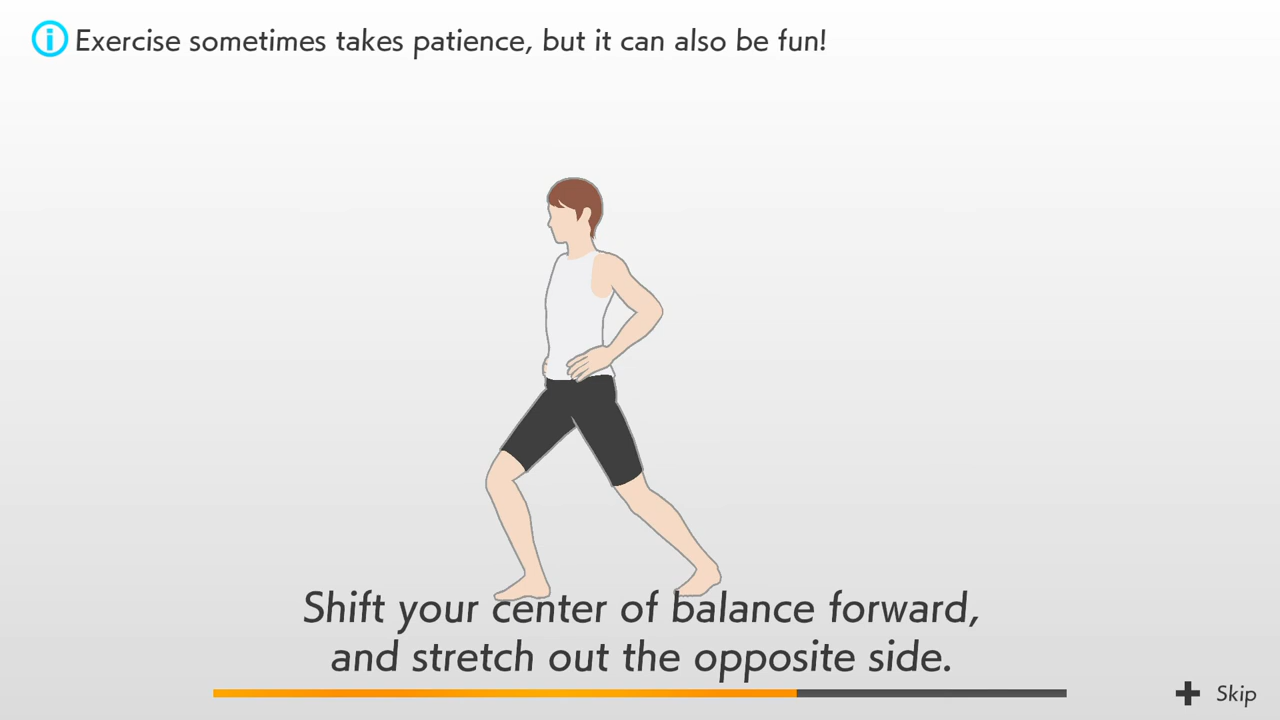 Exercise sometimes takes patience, but it can also be fun!
Shift your center of balance forward,
and stretch out the opposite side.
Skip